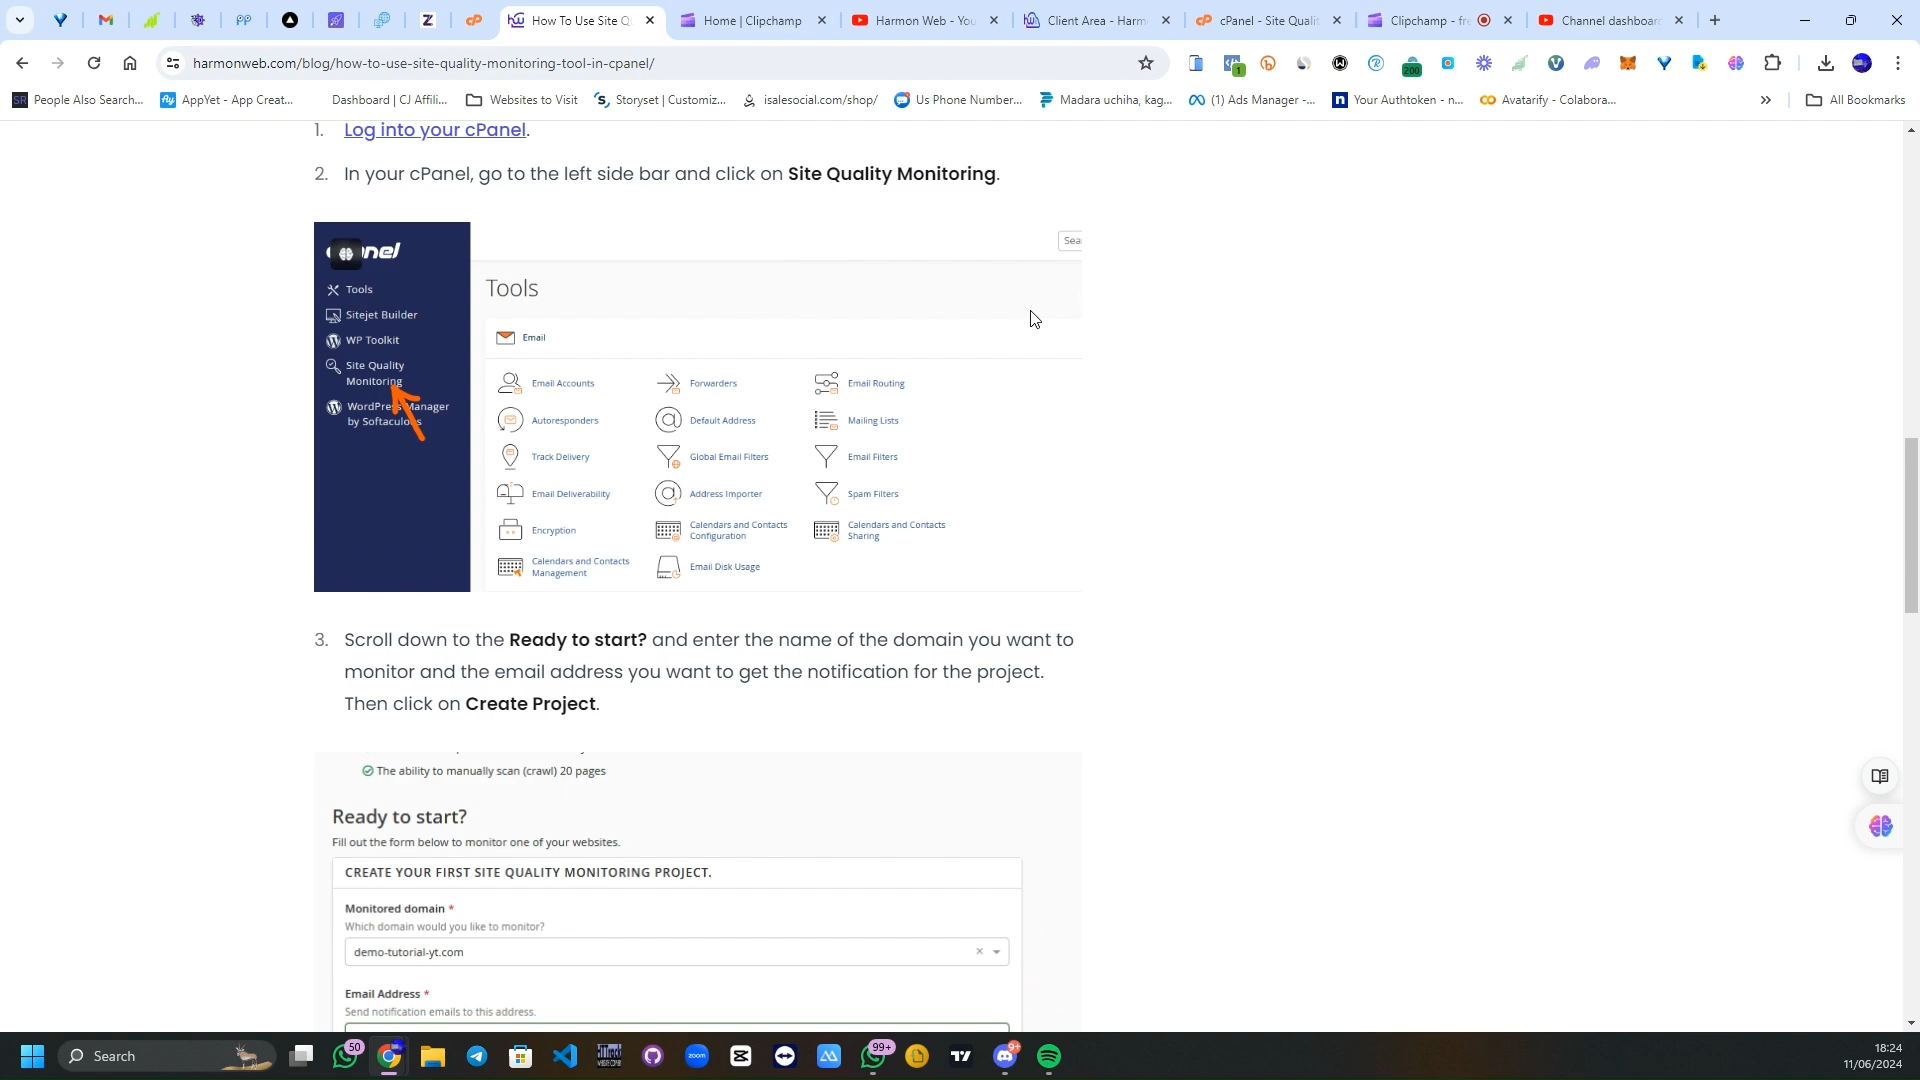 How To Use Site Q
Home | Clipchamp
Harmon Web - You
Client Area - Harm
cPanel - Site Qualit
Clipchamp - fre
Channel dashboard
harmonweb.com/blog/how-to-use-site-quality-monitoring-tool-in-cpanel/
People Also Search...
AppYet - App Creat...
Dashboard | CJ Affili...
Websites to Visit
Storyset | Customiz...
isalesocial.com/shop/
Us Phone Number...
Madara uchiha, kag...
(1) Ads Manager -...
Your Authtoken - n...
Avatarify - Colabora...
All Bookmarks
1. Log into your cPanel.
2. In your cPanel, go to the left side bar and click on Site Quality Monitoring.
Tools
Sitejet Builder
WP Toolkit
Site Quality
Monitoring
WordPress Manager
by Softaculous
Sea
Tools
Email
Email Accounts
Forwarders
Email Routing
Autoresponders
Default Address
Mailing Lists
Track Delivery
Global Email Filters
Email Filters
Email Deliverability
Address Importer
Spam Filters
Encryption
Calendars and Contacts
Configuration
Calendars and Contacts
Sharing
Calendars and Contacts
Management
Email Disk Usage
3. Scroll down to the Ready to start? and enter the name of the domain you want to
monitor and the email address you want to get the notification for the project.
Then click on Create Project.
The ability to manually scan (crawl) 20 pages
Ready to start?
Fill out the form below to monitor one of your websites.
CREATE YOUR FIRST SITE QUALITY MONITORING PROJECT.
Monitored domain *
Which domain would you like to monitor?
demo-tutorial-yt.com
Email Address *
Send notification emails to this address.
Search
50
99+
9+
18:24
11/06/2024